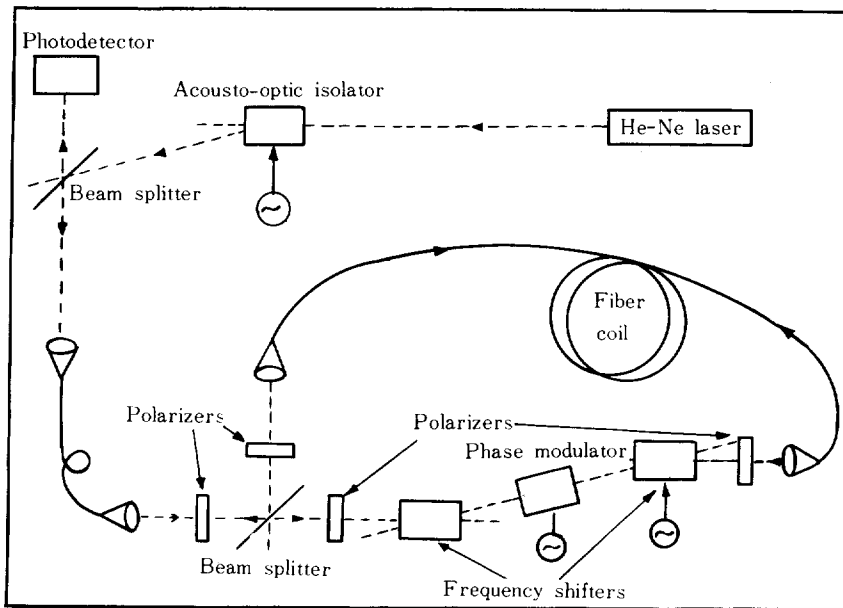 Photodetector
Acousto-optic isolator
He-Ne laser
Beam splitter
Fiber
coil
Polarizers
Polarizers
Phase modulator
Beam splitter
Frequency shifters